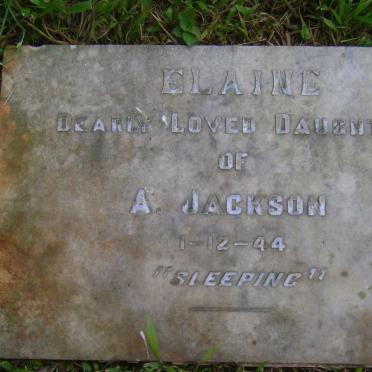 ELAINE
DEARLY LOVED DAUGHT
OF
A. JACKSON
1-12-44
"SLEEPING"